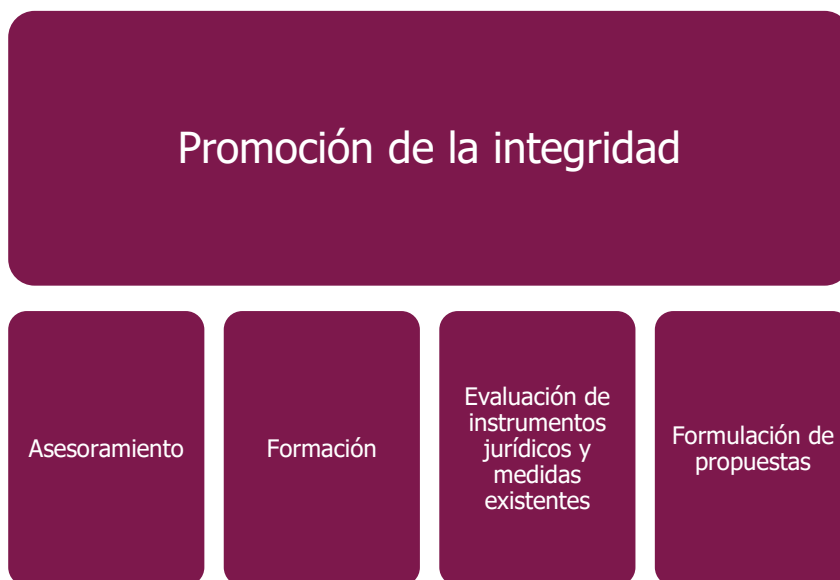 Promoción de la integridad
Asesoramiento
Formación
Evaluación de
instrumentos
jurídicos y
medidas
existentes
Formulación de
propuestas